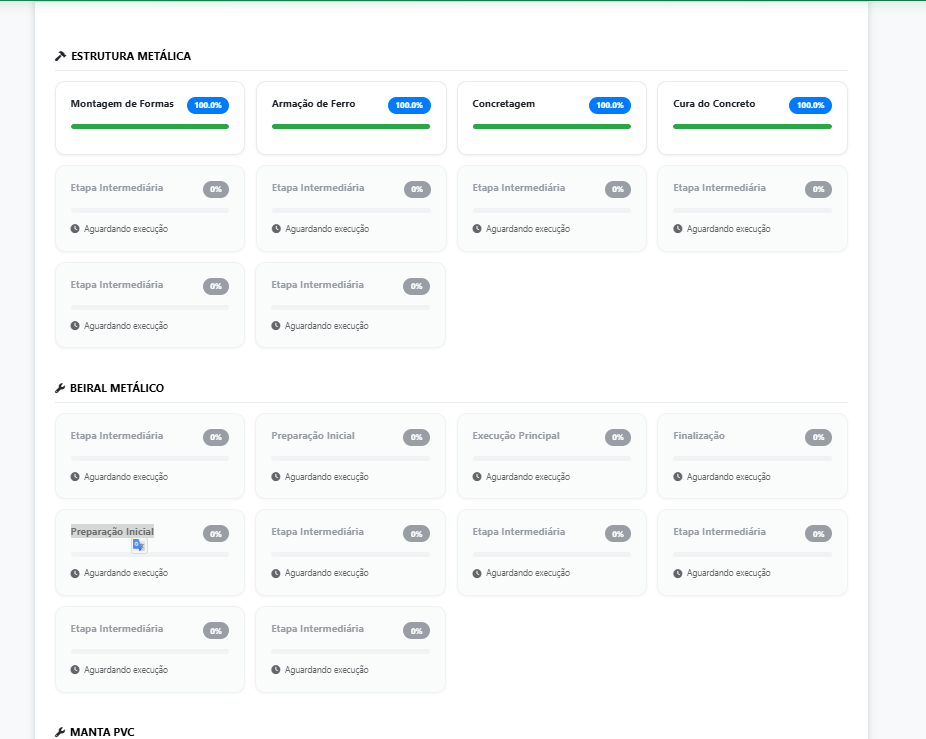 ESTRUTURA METÁLICA
Montagem de Formas 100.0%
Armação de Ferro 100.0%
Concretagem 100.0%
Cura do Concreto 100.0%
Etapa Intermediária 0%
Aguardando execução
Etapa Intermediária 0%
Aguardando execução
Etapa Intermediária 0%
Aguardando execução
Etapa Intermediária 0%
Aguardando execução
Etapa Intermediária 0%
Aguardando execução
Etapa Intermediária 0%
Aguardando execução
BEIRAL METÁLICO
Etapa Intermediária 0%
Aguardando execução
Preparação Inicial 0%
Aguardando execução
Execução Principal 0%
Aguardando execução
Finalização 0%
Aguardando execução
Preparação Inicial 0%
Aguardando execução
Etapa Intermediária 0%
Aguardando execução
Etapa Intermediária 0%
Aguardando execução
Etapa Intermediária 0%
Aguardando execução
Etapa Intermediária 0%
Aguardando execução
Etapa Intermediária 0%
Aguardando execução
MANTA PVC